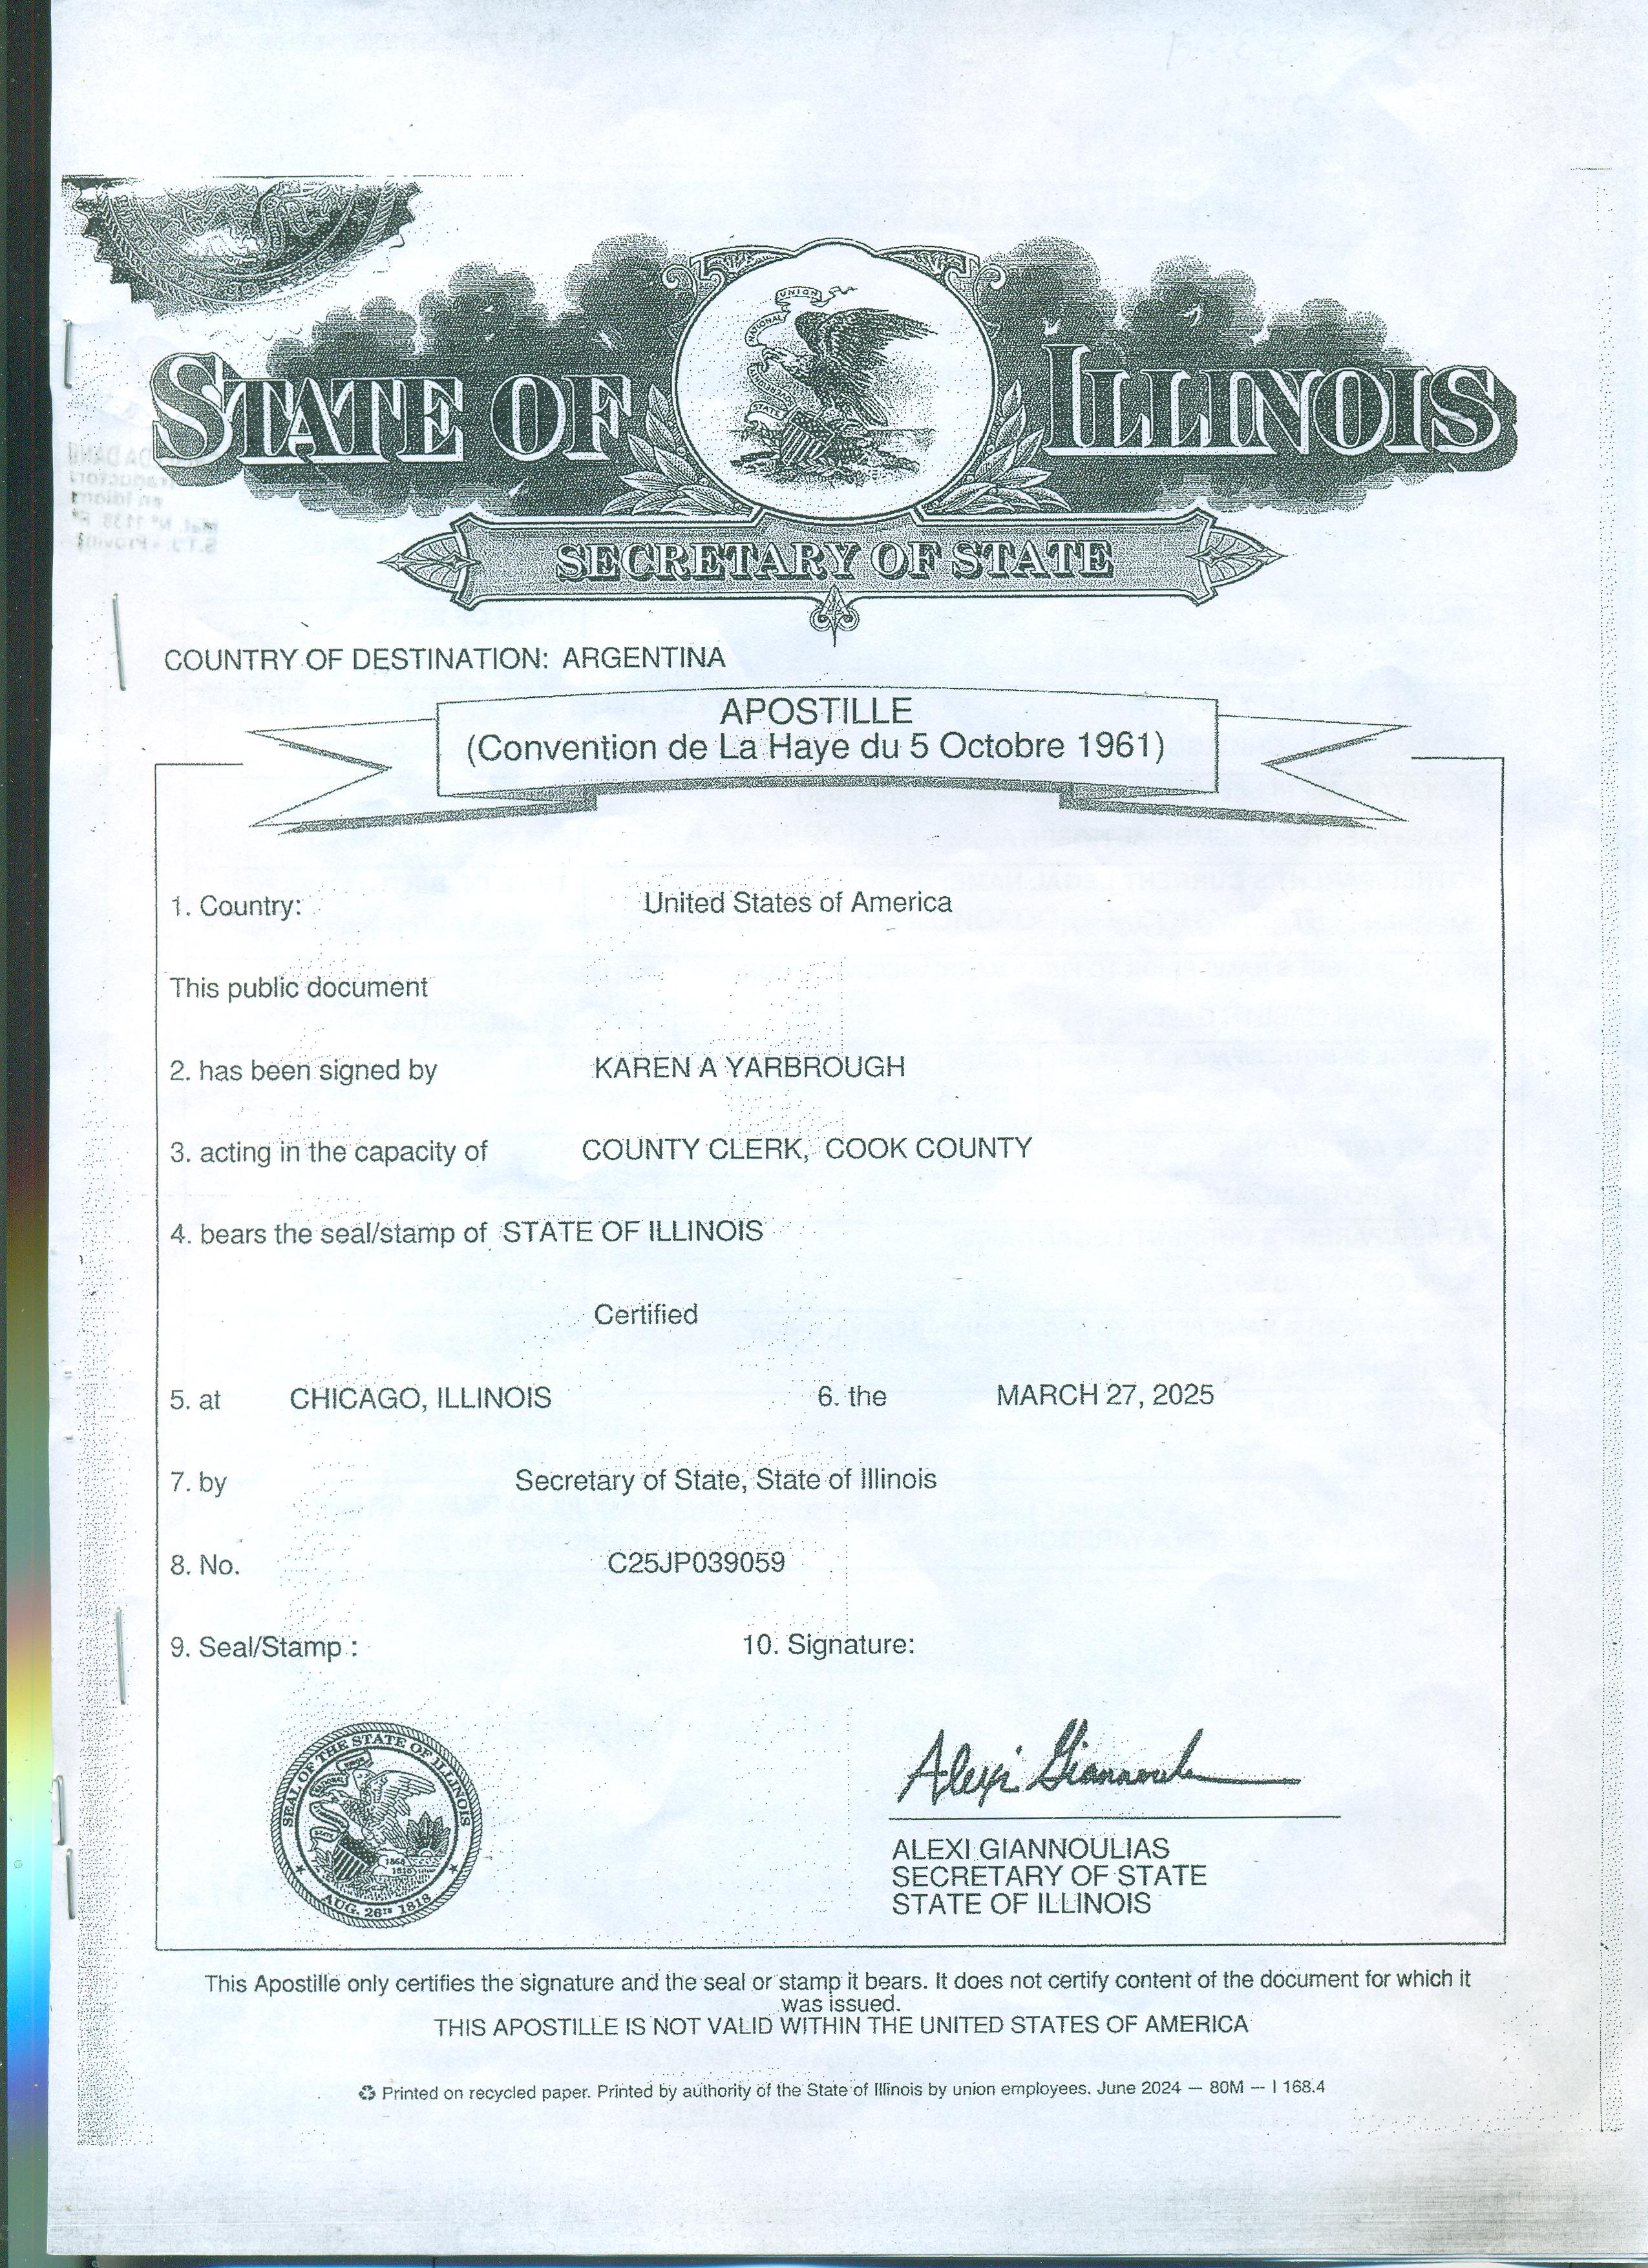 STATE OF ILLINOIS
UNION
NATIONAL
STATE
SECRETARY OF STATE
COUNTRY OF DESTINATION: ARGENTINA
APOSTILLE
(Convention de La Haye du 5 Octobre 1961)
1. Country: United States of America
This public document
2. has been signed by KAREN A YARBROUGH
3. acting in the capacity of COUNTY CLERK, COOK COUNTY
4. bears the seal/stamp of STATE OF ILLINOIS
Certified
5. at CHICAGO, ILLINOIS 6. the MARCH 27, 2025
7. by Secretary of State, State of Illinois
8. No. C25JP039059
9. Seal/Stamp : 10. Signature:
SEAL OF THE STATE OF ILLINOIS
1868
1818
AUG. 26TH 1818
Alexi Giannoulias
ALEXI GIANNOULIAS
SECRETARY OF STATE
STATE OF ILLINOIS
This Apostille only certifies the signature and the seal or stamp it bears. It does not certify content of the document for which it
was issued.
THIS APOSTILLE IS NOT VALID WITHIN THE UNITED STATES OF AMERICA
Printed on recycled paper. Printed by authority of the State of Illinois by union employees. June 2024 — 80M — I 168.4